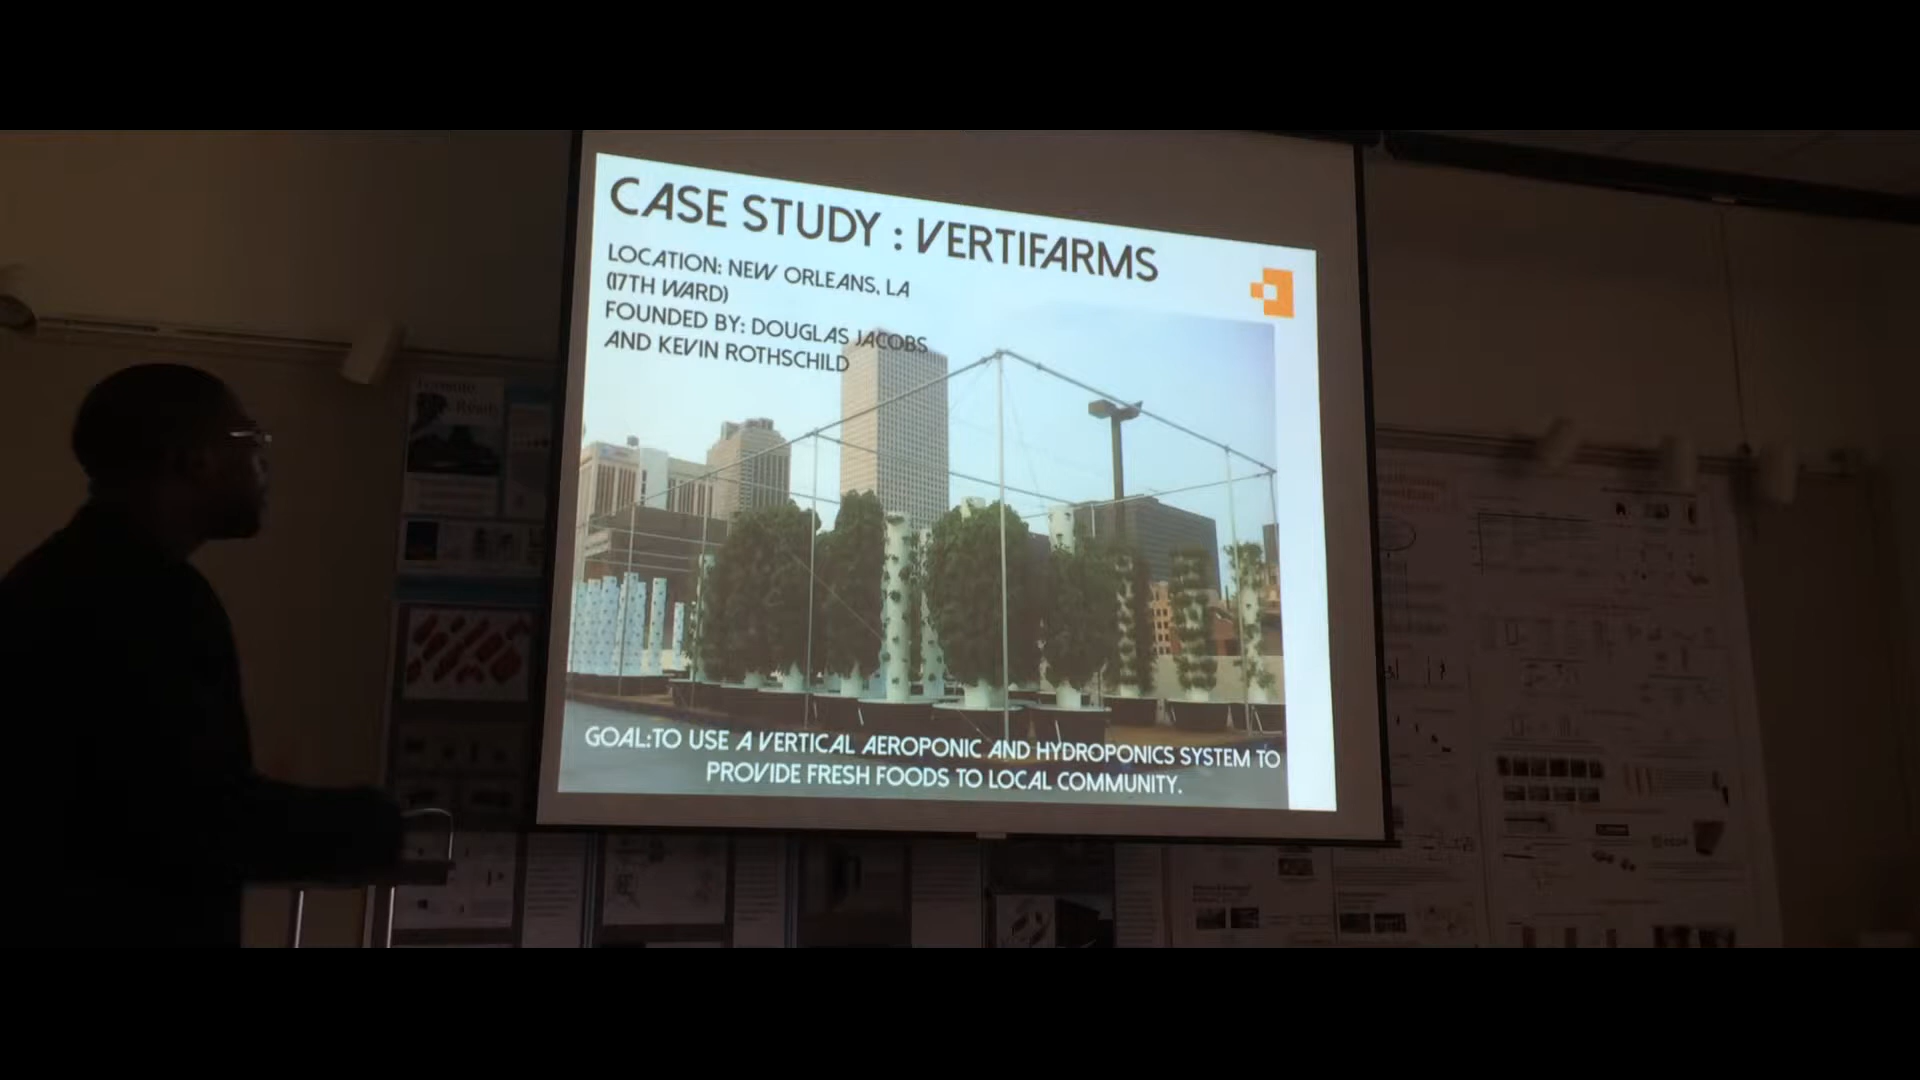 CASE STUDY : VERTIFARMS
LOCATION: NEW ORLEANS, LA
(17TH WARD)
FOUNDED BY: DOUGLAS JACOBS
AND KEVIN ROTHSCHILD
GOAL:TO USE A VERTICAL AEROPONIC AND HYDROPONICS SYSTEM TO
PROVIDE FRESH FOODS TO LOCAL COMMUNITY.